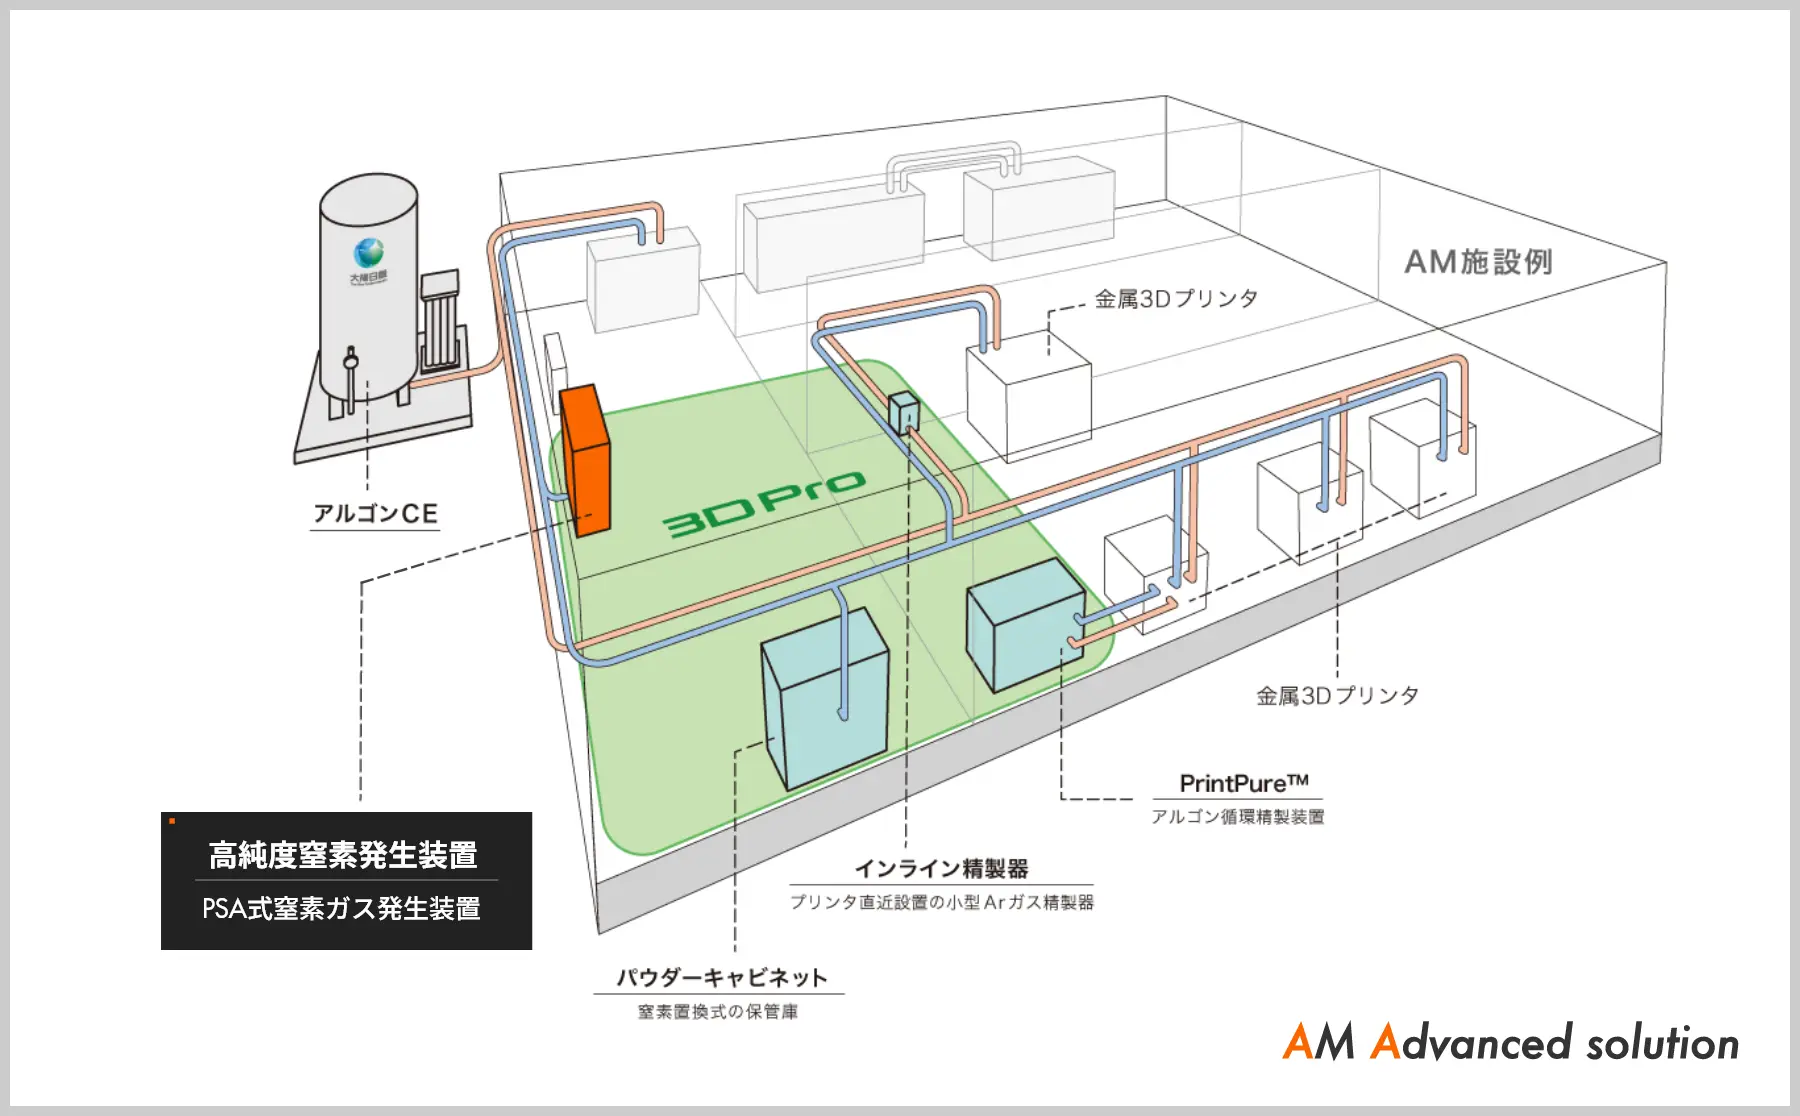 大陽日酸
AM施設例
金属3Dプリンタ
アルゴンCE
3DPro
金属3Dプリンタ
PrintPure™
アルゴン循環精製装置
高純度窒素発生装置
PSA式窒素ガス発生装置
インライン精製器
プリンタ直近設置の小型Arガス精製器
パウダーキャビネット
窒素置換式の保管庫
AM Advanced solution